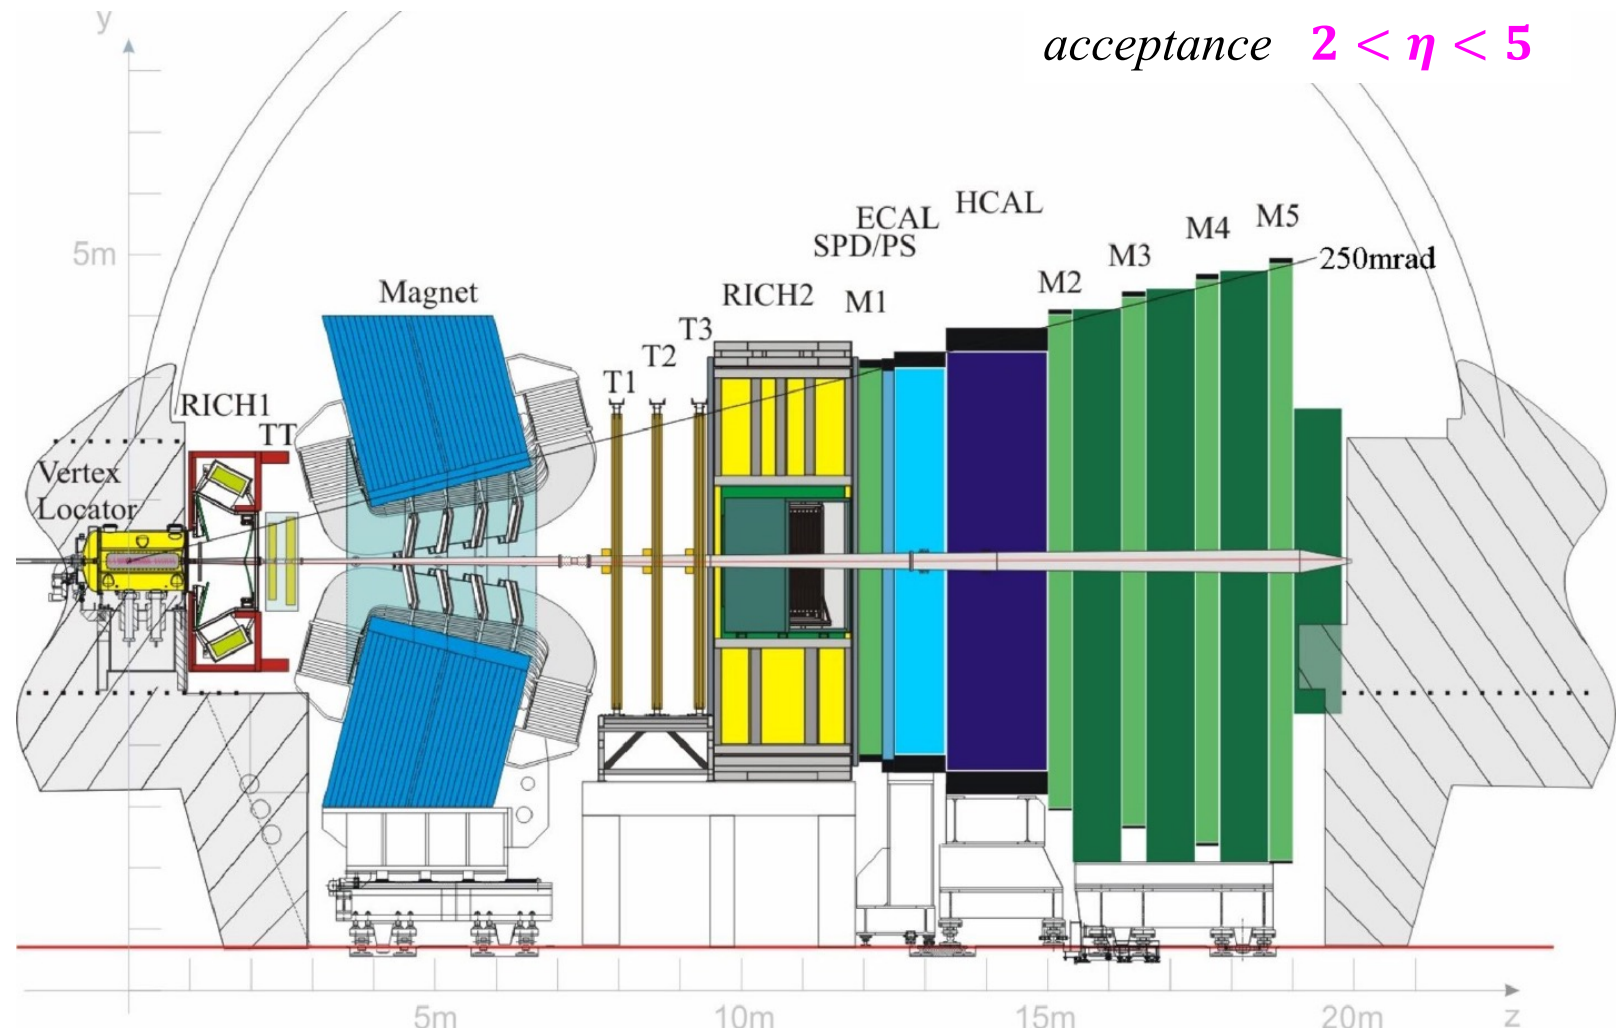 y
acceptance 2 < η < 5
5m
HCAL
ECAL
SPD/PS
M5
M4
M3
M2
250mrad
Magnet
RICH2
M1
T3
T2
T1
RICH1
TT
Vertex
Locator
5m
10m
15m
20m
z